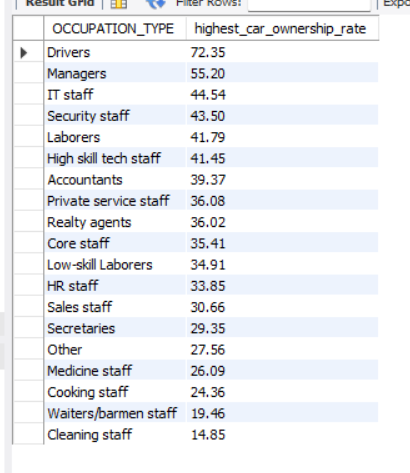 Result Grid Filter Rows: Expo
OCCUPATION_TYPE highest_car_ownership_rate
Drivers 72.35
Managers 55.20
IT staff 44.54
Security staff 43.50
Laborers 41.79
High skill tech staff 41.45
Accountants 39.37
Private service staff 36.08
Realty agents 36.02
Core staff 35.41
Low-skill Laborers 34.91
HR staff 33.85
Sales staff 30.66
Secretaries 29.35
Other 27.56
Medicine staff 26.09
Cooking staff 24.36
Waiters/barmen staff 19.46
Cleaning staff 14.85